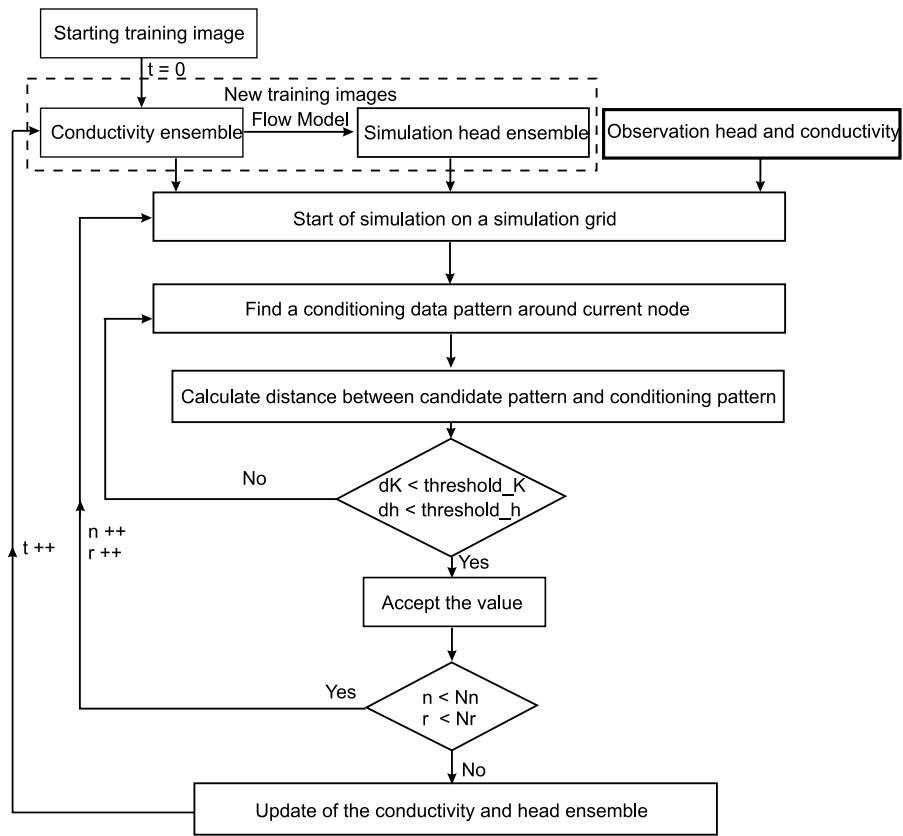 Starting training image
t = 0
New training images
Conductivity ensemble
Flow Model
Simulation head ensemble
Observation head and conductivity
Start of simulation on a simulation grid
Find a conditioning data pattern around current node
Calculate distance between candidate pattern and conditioning pattern
No
dK < threshold_K
dh < threshold_h
n ++
r ++
t ++
Yes
Accept the value
Yes
n < Nn
r < Nr
No
Update of the conductivity and head ensemble